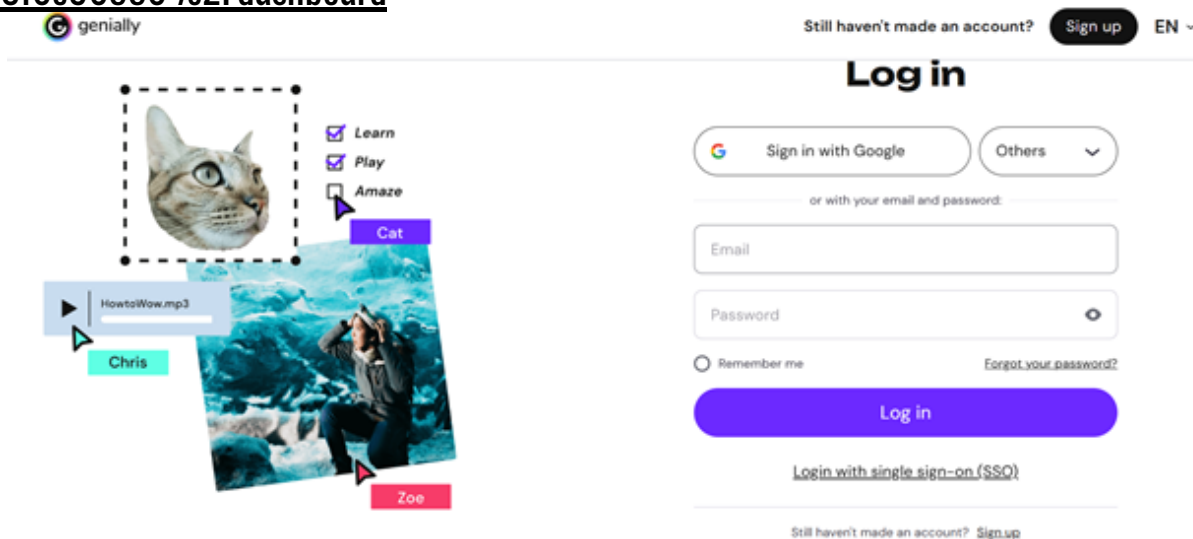 genially
Still haven't made an account? Sign up EN
Log in
Learn
Play
Amaze
Cat
HowtoWow.mp3
Chris
Zoe
Sign in with Google Others
or with your email and password:
Email
Password
Remember me Forgot your password?
Log in
Login with single sign-on (SSO)
Still haven't made an account? Sign up